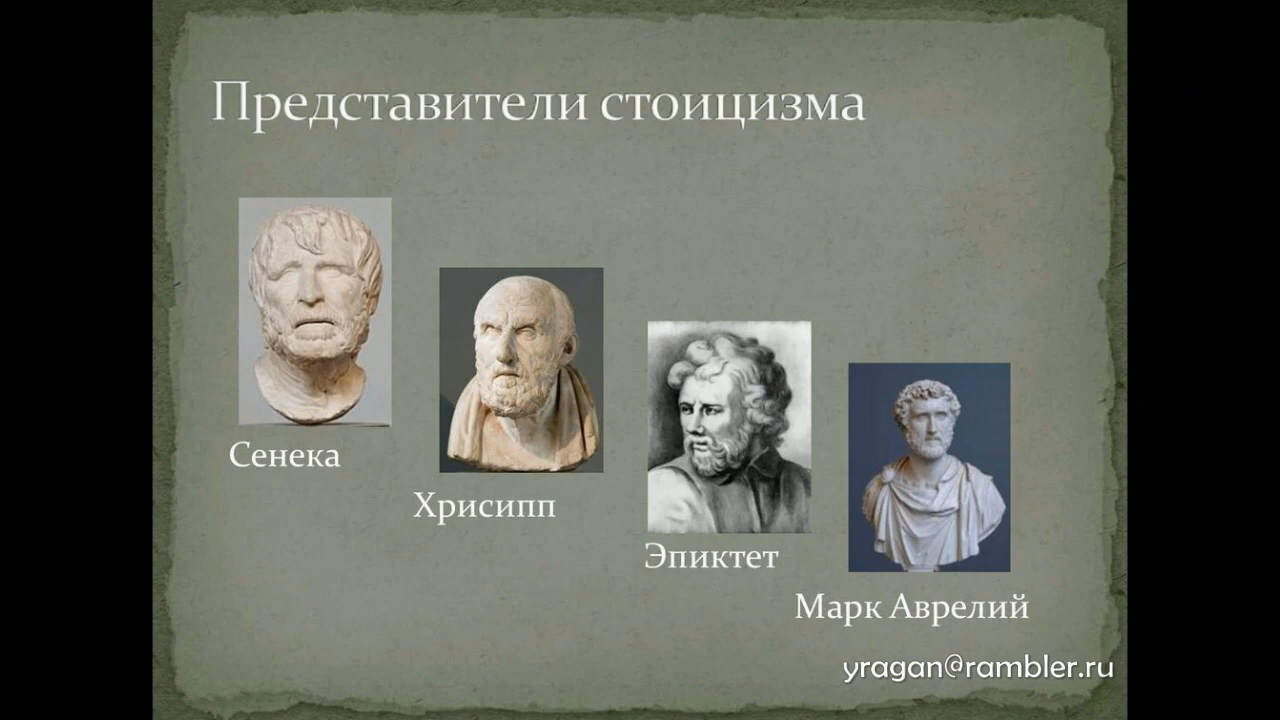 Представители стоицизма
Сенека
Хрисипп
Эпиктет
Марк Аврелий
yragan@rambler.ru